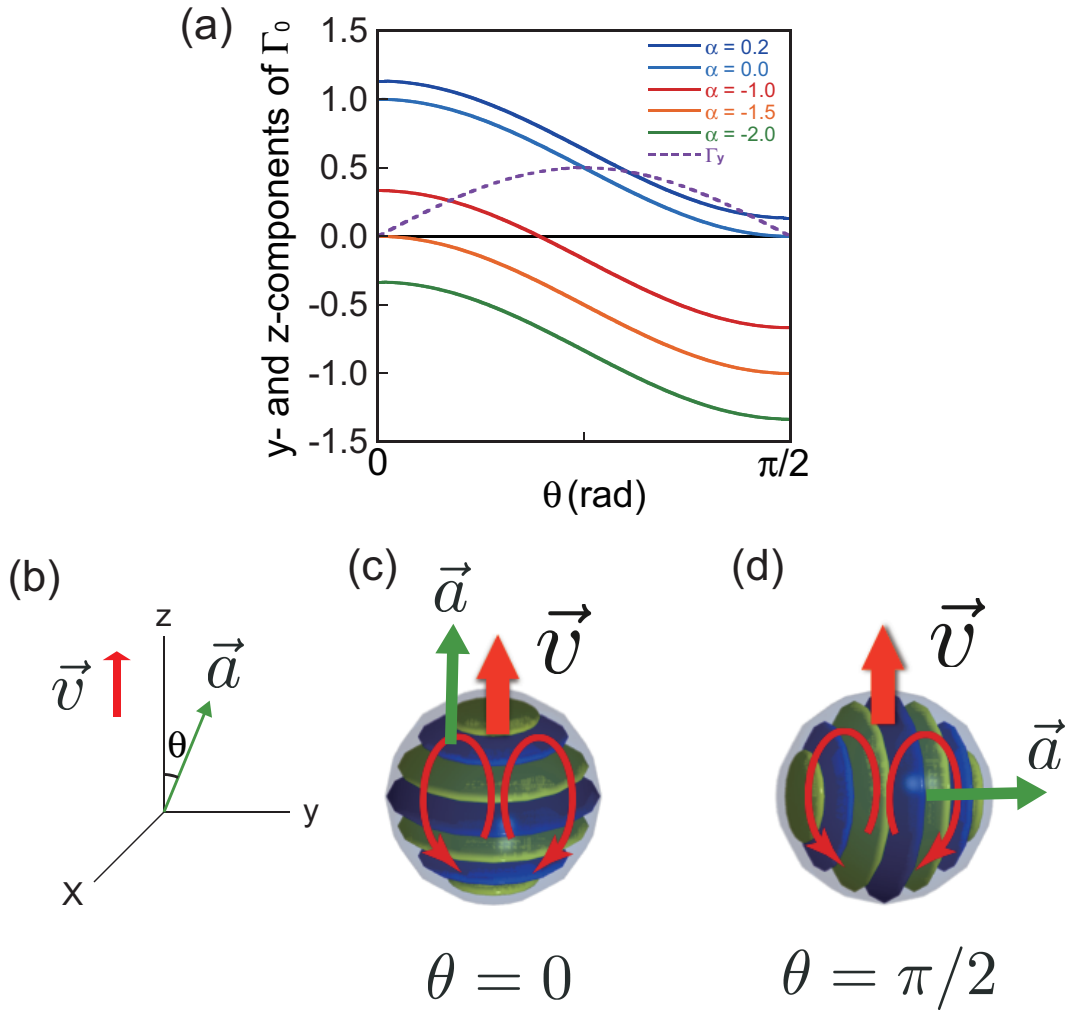 (a)
y- and z-components of Γ₀
1.5
1.0
0.5
0.0
-0.5
-1.0
-1.5
α = 0.2
α = 0.0
α = -1.0
α = -1.5
α = -2.0
Γy
0
π/2
θ (rad)
(b)
z
v⃗
a⃗
θ
y
X
(c)
a⃗
v⃗
θ = 0
(d)
v⃗
a⃗
θ = π/2